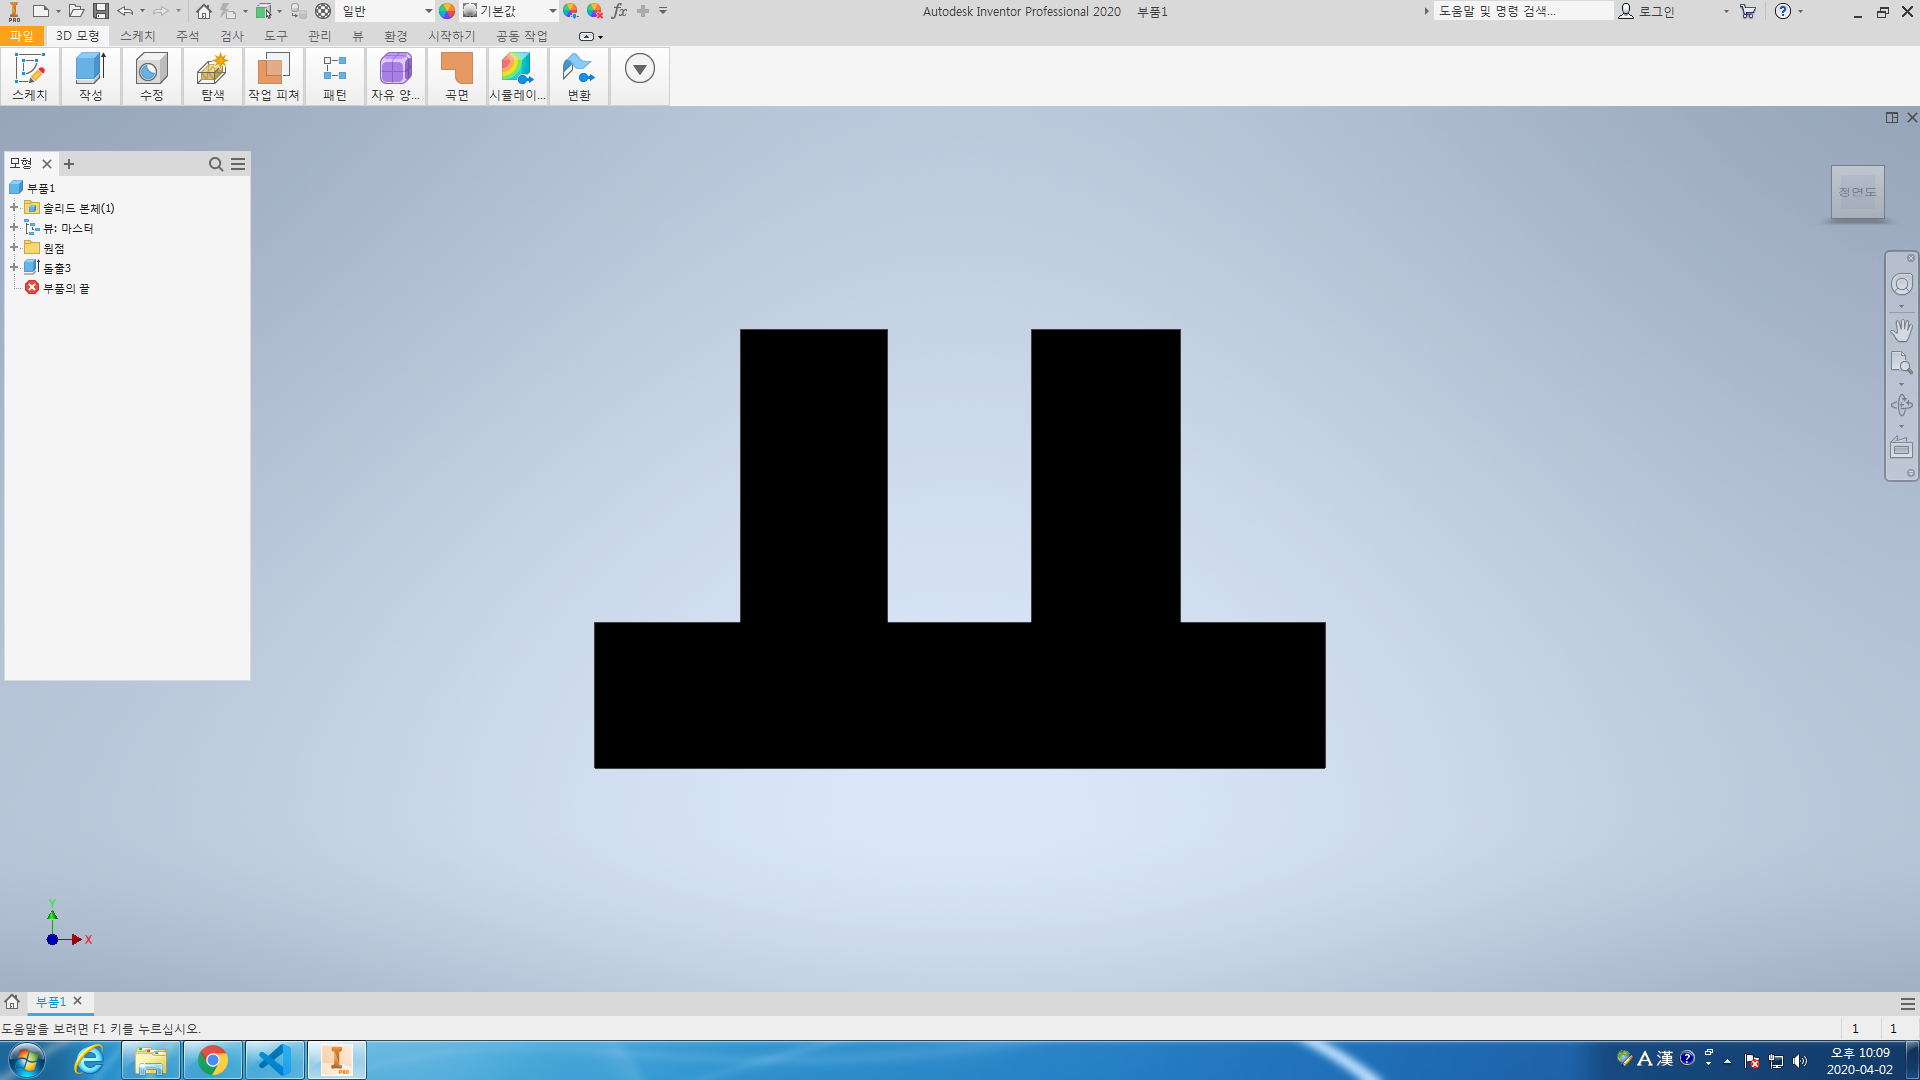 일반
기본값
Autodesk Inventor Professional 2020 부품1
도움말 및 명령 검색...
로그인
파일 3D 모형 스케치 주석 검사 도구 관리 뷰 환경 시작하기 공동 작업
스케치 작성 수정 탐색 작업 피쳐 패턴 자유 양... 곡면 시뮬레이... 변환
모형
부품1
솔리드 본체(1)
뷰: 마스터
원점
돌출3
부품의 끝
정면도
Y
X
부품1
도움말을 보려면 F1 키를 누르십시오.
1 1
A 漢
오후 10:09
2020-04-02